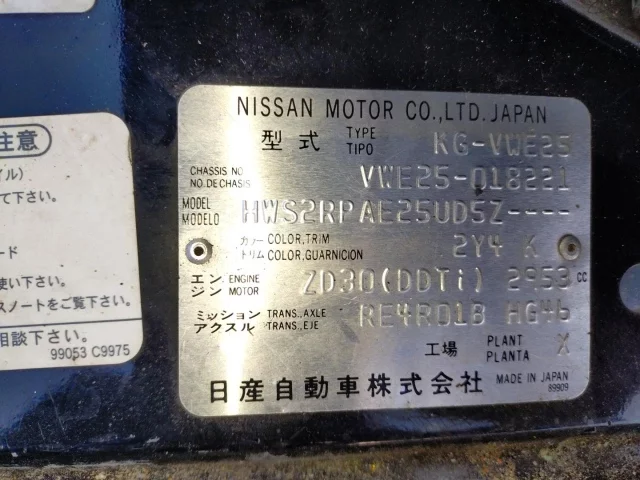 注意
イル)
て下さい。
ード
使い下さい。
スノートをご覧下さい。
相談下さい。
99053 C9975
NISSAN MOTOR CO.,LTD.JAPAN
型式 TYPE TIPO KG-VWE25
CHASSIS NO. NO.DE CHASIS VWE25-018221
MODEL MODELO HWS2RPAE25UD5Z----
カラー COLOR,TRIM トリム COLOR,GUARNICION 2Y4 K
エンジン ENGINE MOTOR ZD30(DDTi) 2953 cc
ミッション TRANS.,AXLE アクスル TRANS.,EJE RE4R01B HG46
工場 PLANT PLANTA X
日産自動車株式会社 MADE IN JAPAN
89909